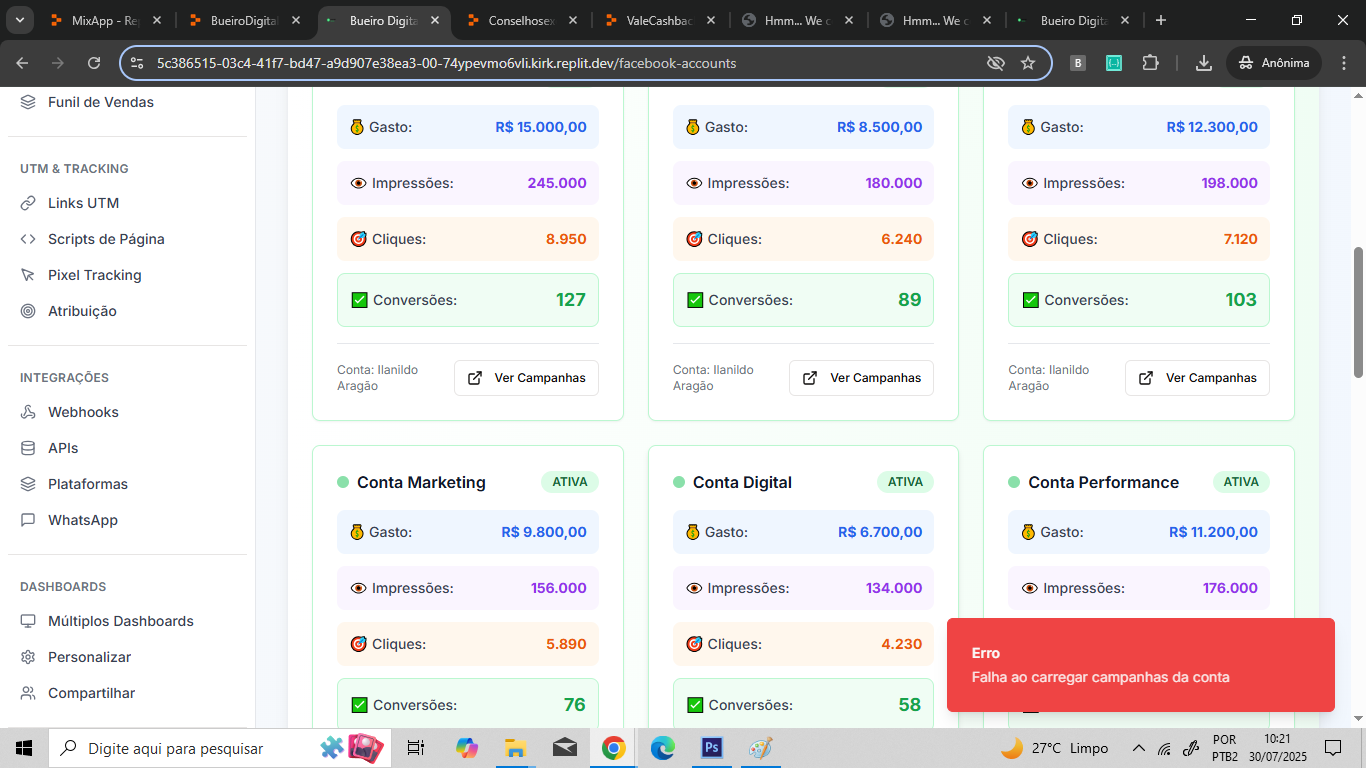 MixApp - Re
BueiroDigital
Bueiro Digita
Conselhosex
ValeCashbac
Hmm... We c
Hmm... We c
Bueiro Digita
5c386515-03c4-41f7-bd47-a9d907e38ea3-00-74ypevmo6vli.kirk.replit.dev/facebook-accounts
B
Anônima
Funil de Vendas
UTM & TRACKING
Links UTM
Scripts de Página
Pixel Tracking
Atribuição
INTEGRAÇÕES
Webhooks
APIs
Plataformas
WhatsApp
DASHBOARDS
Múltiplos Dashboards
Personalizar
Compartilhar
Gasto: R$ 15.000,00
Impressões: 245.000
Cliques: 8.950
Conversões: 127
Conta: Ilanildo
Aragão
Ver Campanhas
Gasto: R$ 8.500,00
Impressões: 180.000
Cliques: 6.240
Conversões: 89
Conta: Ilanildo
Aragão
Ver Campanhas
Gasto: R$ 12.300,00
Impressões: 198.000
Cliques: 7.120
Conversões: 103
Conta: Ilanildo
Aragão
Ver Campanhas
Conta Marketing ATIVA
Gasto: R$ 9.800,00
Impressões: 156.000
Cliques: 5.890
Conversões: 76
Conta Digital ATIVA
Gasto: R$ 6.700,00
Impressões: 134.000
Cliques: 4.230
Conversões: 58
Conta Performance ATIVA
Gasto: R$ 11.200,00
Impressões: 176.000
Erro
Falha ao carregar campanhas da conta
Digite aqui para pesquisar
Ps
27°C Limpo
POR
PTB2
10:21
30/07/2025